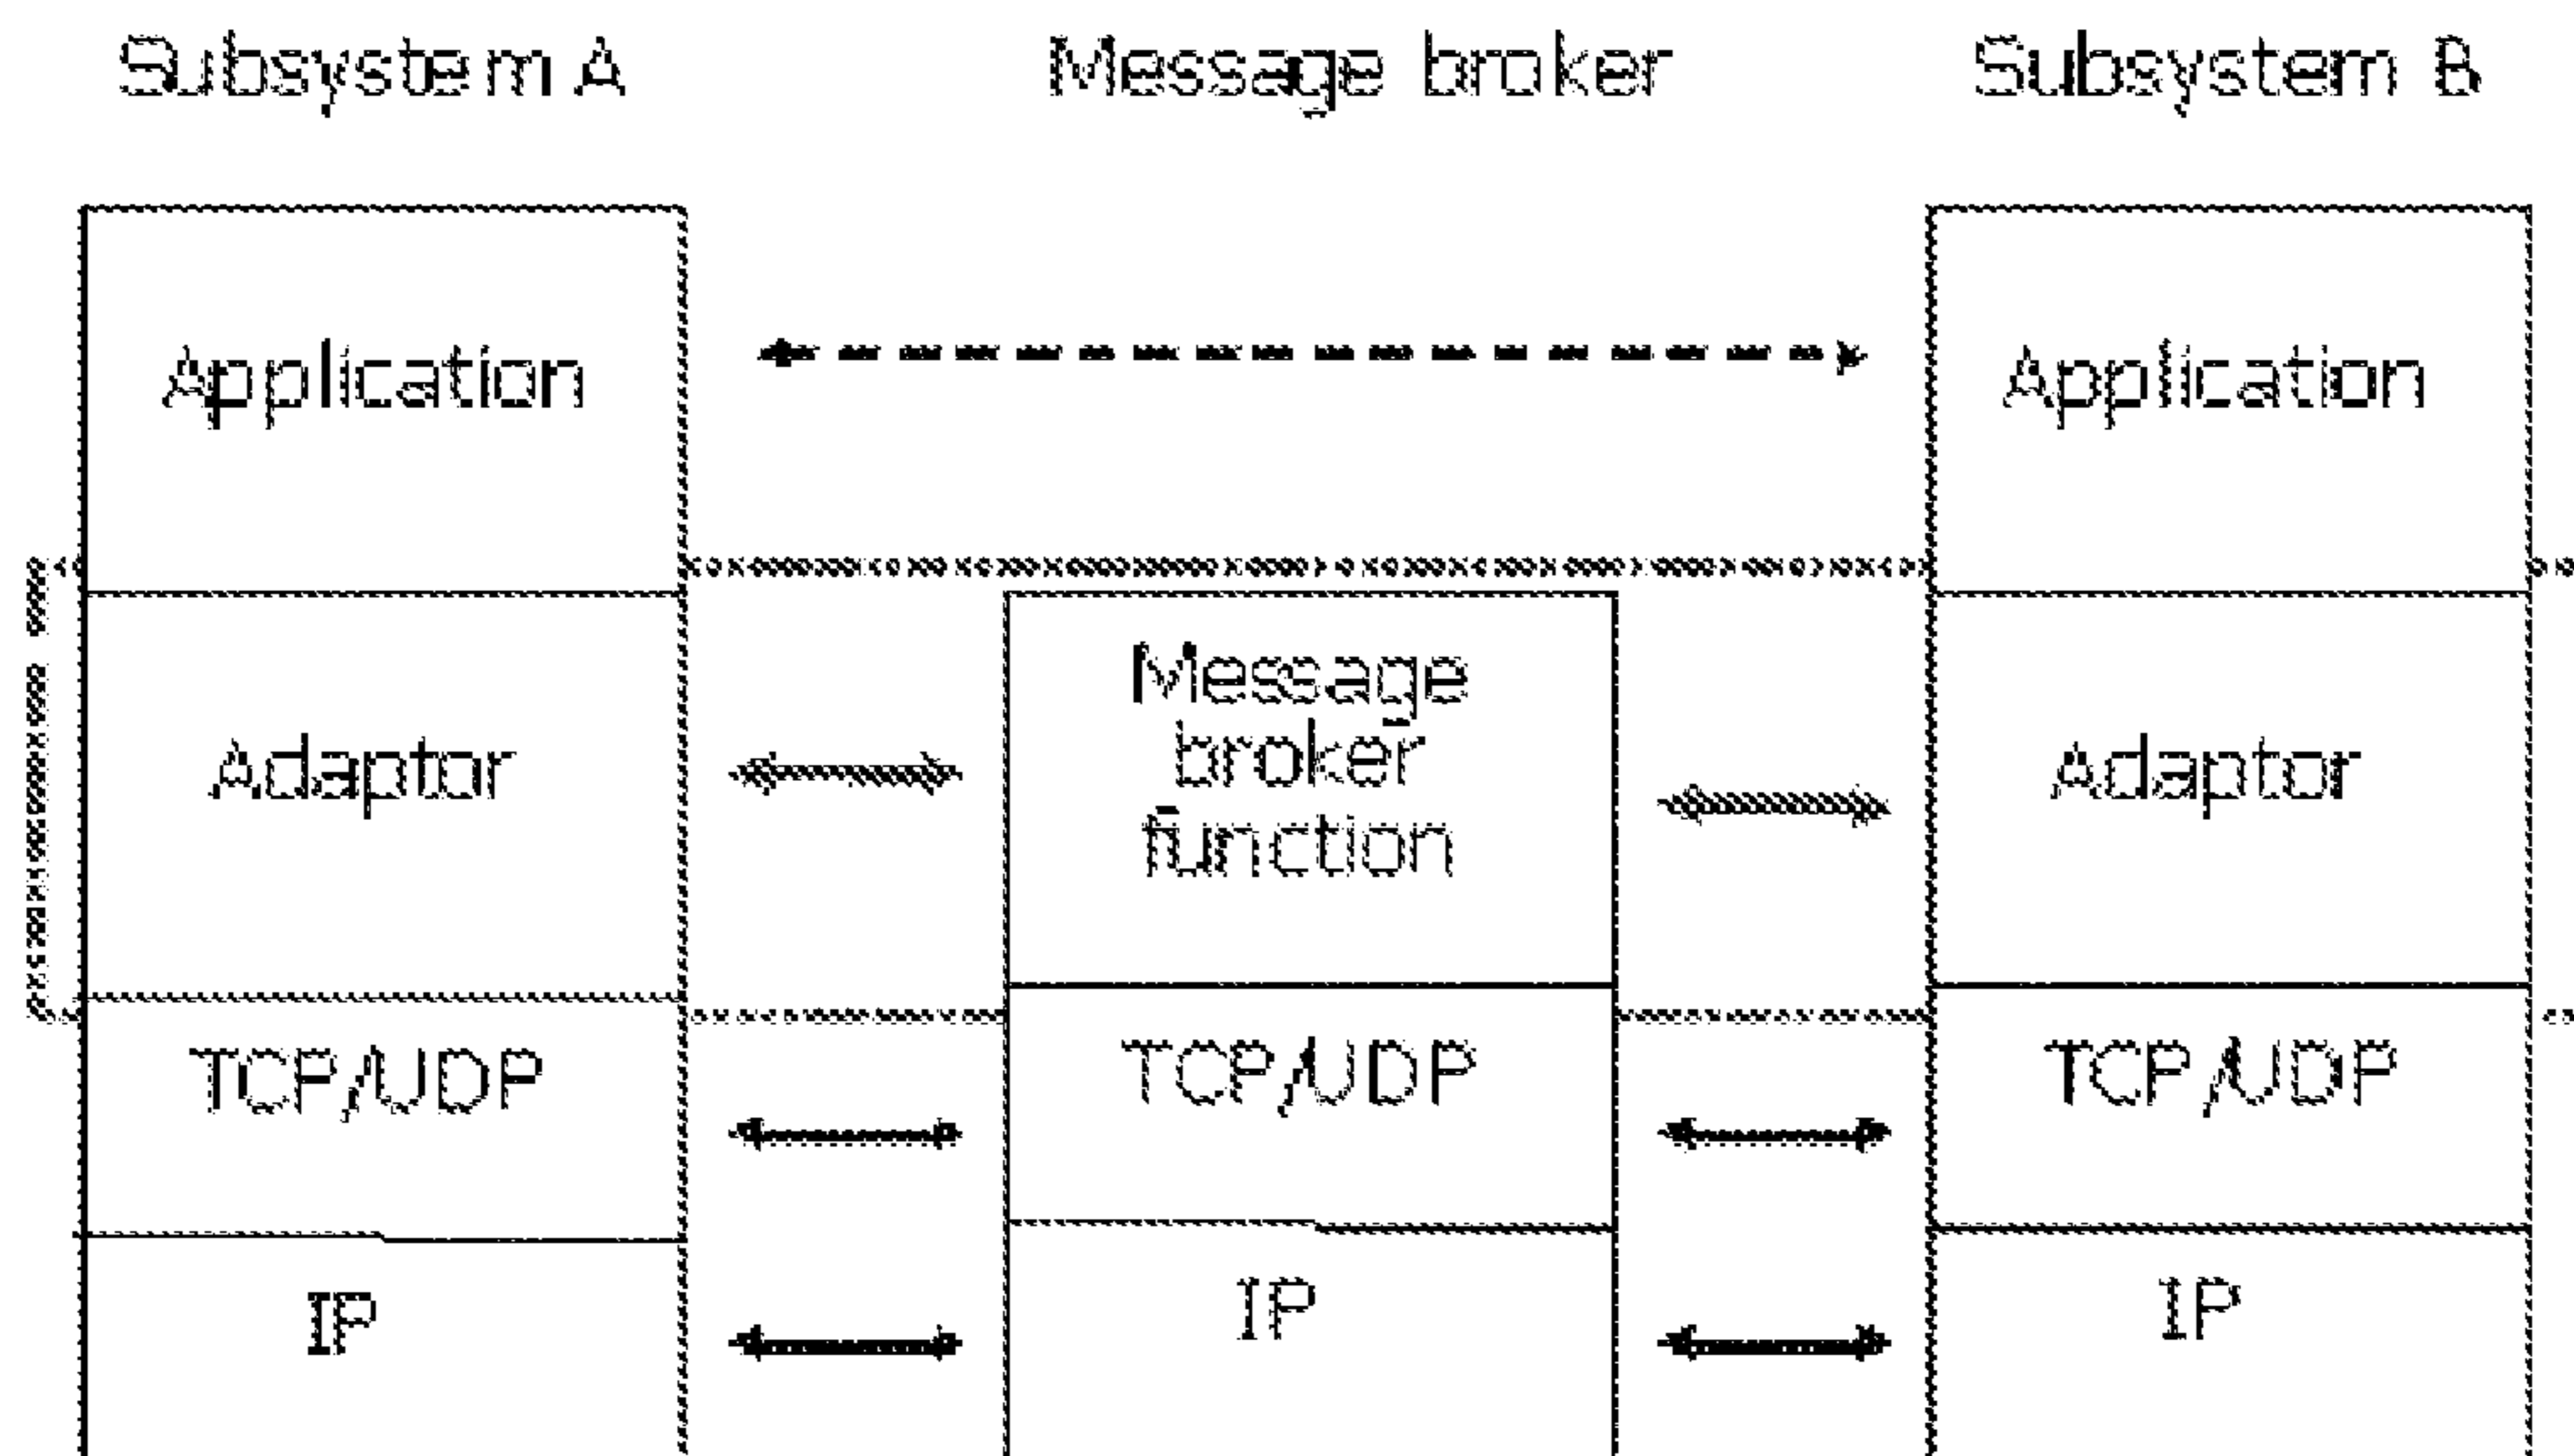 Subsystem A
Message broker
Subsystem B
Application
Application
Adaptor
Message
broker
function
Adaptor
TCP/UDP
TCP/UDP
TCP/UDP
IP
IP
IP